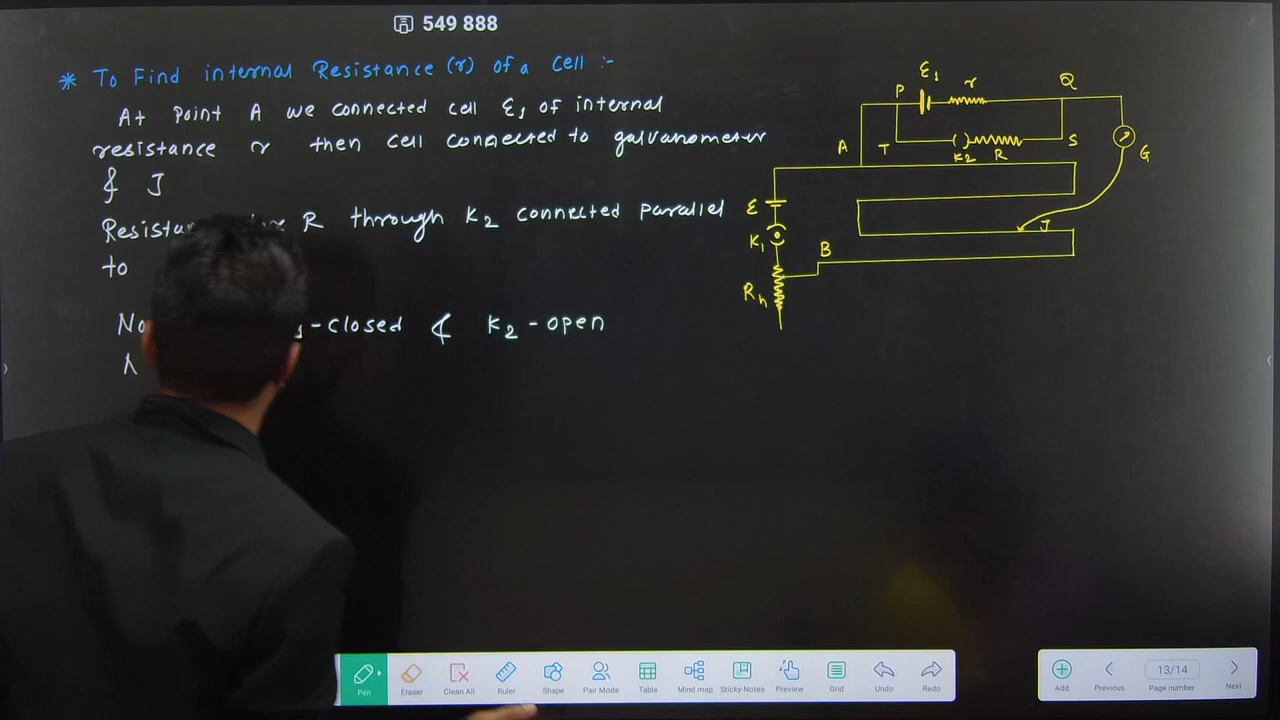 549 888
* To Find internal Resistance (r) of a Cell :-
At Point A we connected cell ε₁ of internal
resistance r then cell connected to galvanometer
& J
R through K₂ connected parallel
to
-closed & K₂ - open
ε₁ r
P Q
A T K₂ R S G
ε
K₁ J
B
Rh
Pen Eraser Clean All Ruler Shape Pair Mode Table Mind map Sticky-Notes Preview Grid Undo Redo
Add Previous 13/14 Page number Next